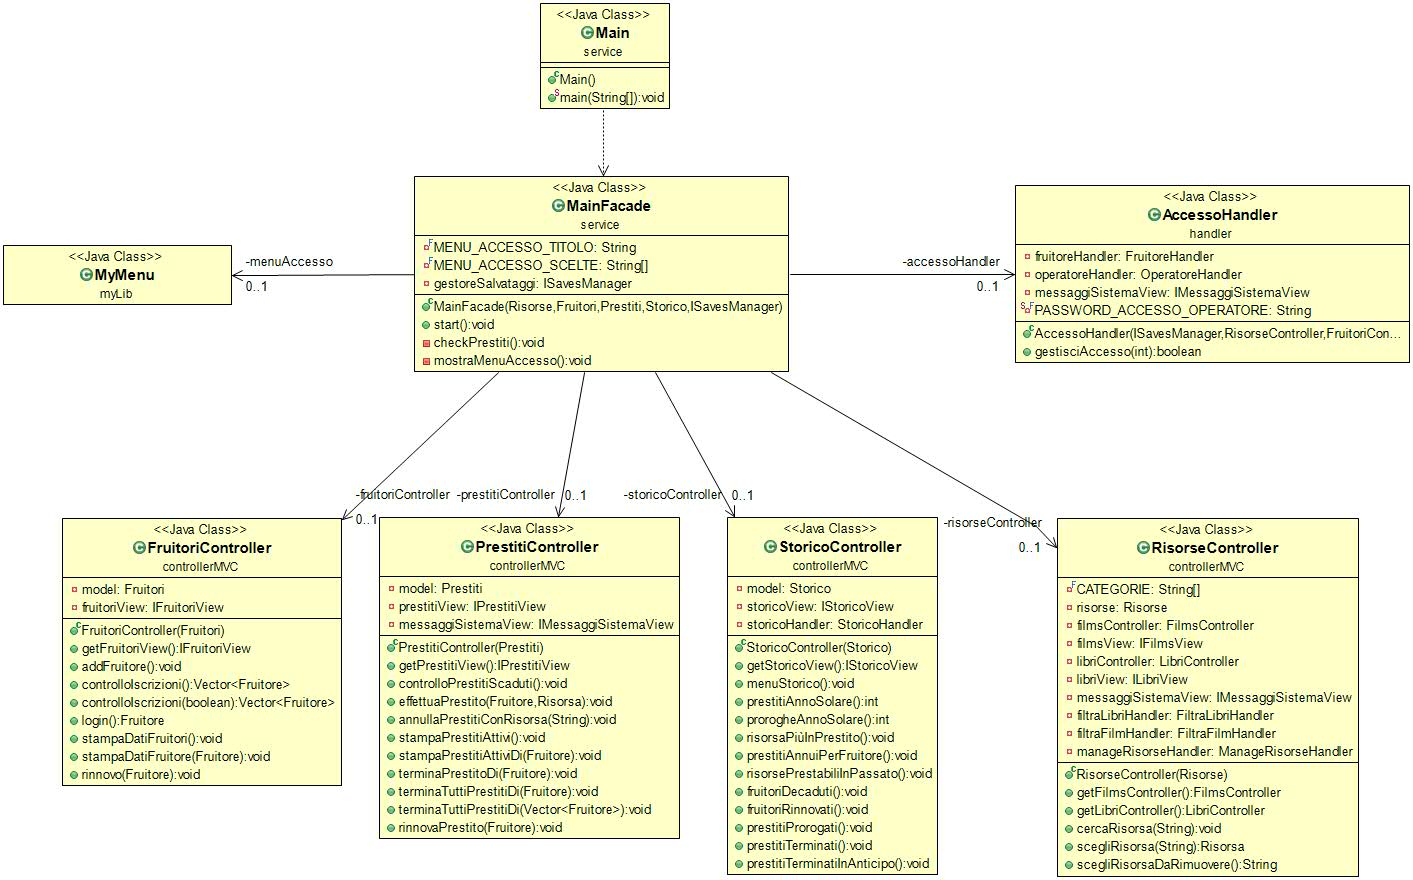 <<Java Class>>
Main
service
Main()
main(String[]):void
<<Java Class>>
MainFacade
service
MENU_ACCESSO_TITOLO: String
MENU_ACCESSO_SCELTE: String[]
gestoreSalvataggi: ISavesManager
MainFacade(Risorse,Fruitori,Prestiti,Storico,ISavesManager)
start():void
checkPrestiti():void
mostraMenuAccesso():void
<<Java Class>>
MyMenu
myLib
-menuAccesso
0..1
-accessoHandler
0..1
<<Java Class>>
AccessoHandler
handler
fruitoreHandler: FruitoreHandler
operatoreHandler: OperatoreHandler
messaggiSistemaView: IMessaggiSistemaView
PASSWORD_ACCESSO_OPERATORE: String
AccessoHandler(ISavesManager,RisorseController,FruitoriCon...
gestisciAccesso(int):boolean
-fruitoriController
0..1
-prestitiController
0..1
-storicoController
0..1
-risorseController
0..1
<<Java Class>>
FruitoriController
controllerMVC
model: Fruitori
fruitoriView: IFruitoriView
FruitoriController(Fruitori)
getFruitoriView():IFruitoriView
addFruitore():void
controlloIscrizioni():Vector<Fruitore>
controlloIscrizioni(boolean):Vector<Fruitore>
login():Fruitore
stampaDatiFruitori():void
stampaDatiFruitore(Fruitore):void
rinnovo(Fruitore):void
<<Java Class>>
PrestitiController
controllerMVC
model: Prestiti
prestitiView: IPrestitiView
messaggiSistemaView: IMessaggiSistemaView
PrestitiController(Prestiti)
getPrestitiView():IPrestitiView
controlloPrestitiScaduti():void
effettuaPrestito(Fruitore,Risorsa):void
annullaPrestitiConRisorsa(String):void
stampaPrestitiAttivi():void
stampaPrestitiAttiviDi(Fruitore):void
terminaPrestitoDi(Fruitore):void
terminaTuttiPrestitiDi(Fruitore):void
terminaTuttiPrestitiDi(Vector<Fruitore>):void
rinnovaPrestito(Fruitore):void
<<Java Class>>
StoricoController
controllerMVC
model: Storico
storicoView: IStoricoView
storicoHandler: StoricoHandler
StoricoController(Storico)
getStoricoView():IStoricoView
menuStorico():void
prestitiAnnoSolare():int
prorogheAnnoSolare():int
risorsaPiùInPrestito():void
prestitiAnnuiPerFruitore():void
risorsePrestabiliInPassato():void
fruitoriDecaduti():void
fruitoriRinnovati():void
prestitiProrogati():void
prestitiTerminati():void
prestitiTerminatiInAnticipo():void
<<Java Class>>
RisorseController
controllerMVC
CATEGORIE: String[]
risorse: Risorse
filmsController: FilmsController
filmsView: IFilmsView
libriController: LibriController
libriView: ILibriView
messaggiSistemaView: IMessaggiSistemaView
filtraLibriHandler: FiltraLibriHandler
filtraFilmHandler: FiltraFilmHandler
manageRisorseHandler: ManageRisorseHandler
RisorseController(Risorse)
getFilmsController():FilmsController
getLibriController():LibriController
cercaRisorsa(String):void
scegliRisorsa(String):Risorsa
scegliRisorsaDaRimuovere():String